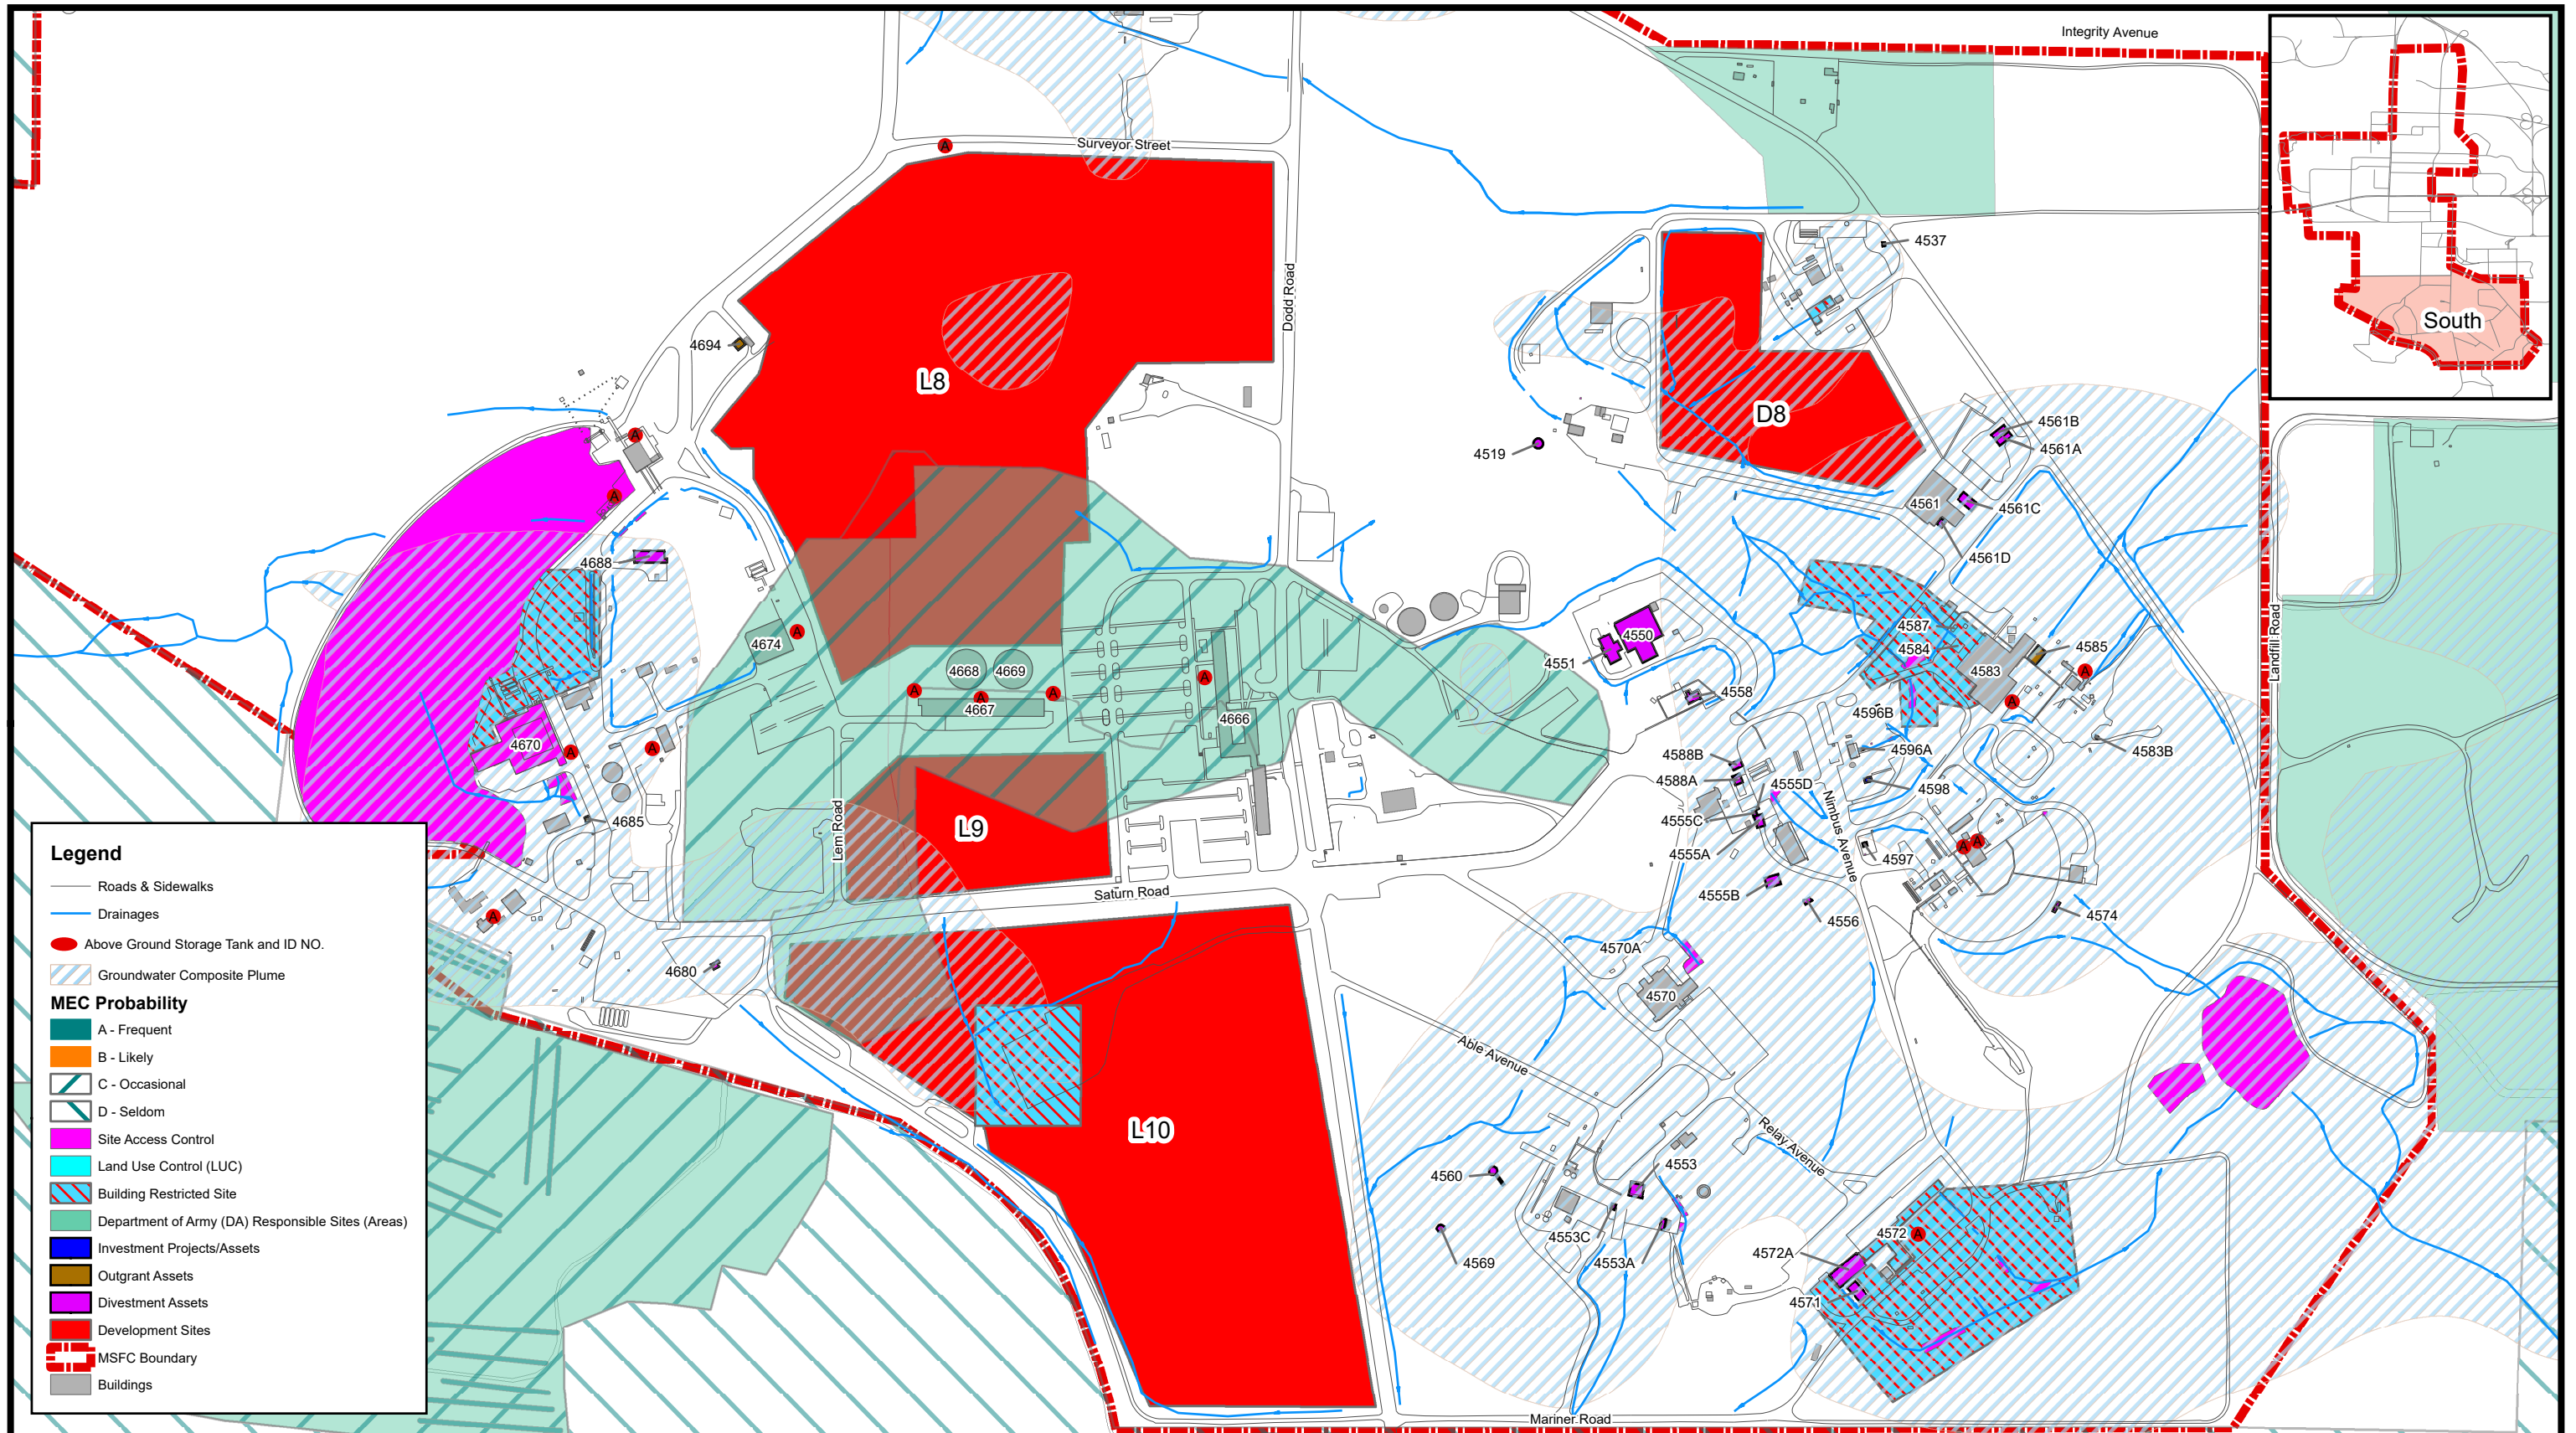 Integrity Avenue
South
A
Surveyor Street
Dodd Road
4537
4694
L8
D8
4561B
4561A
4519
A
4561
4561C
A
4561D
4688
Landfill Road
4674
A
4668
4669
4587
4584
4583
4585
4550
4551
A
A
A
A
A
4667
4666
4558
A
4596B
4670
A
A
4588B
4596A
4583B
4588A
4555D
4598
4685
Lem Road
L9
4555C
Nimbus Avenue
4555A
4597
A
A
Saturn Road
4555B
4556
4574
A
4570A
4680
4570
Able Avenue
L10
Relay Avenue
4560
4553
4569
4553C
4553A
4572
A
4572A
4571
Mariner Road
Legend
Roads & Sidewalks
Drainages
Above Ground Storage Tank and ID NO.
Groundwater Composite Plume
MEC Probability
A - Frequent
B - Likely
C - Occasional
D - Seldom
Site Access Control
Land Use Control (LUC)
Building Restricted Site
Department of Army (DA) Responsible Sites (Areas)
Investment Projects/Assets
Outgrant Assets
Divestment Assets
Development Sites
MSFC Boundary
Buildings